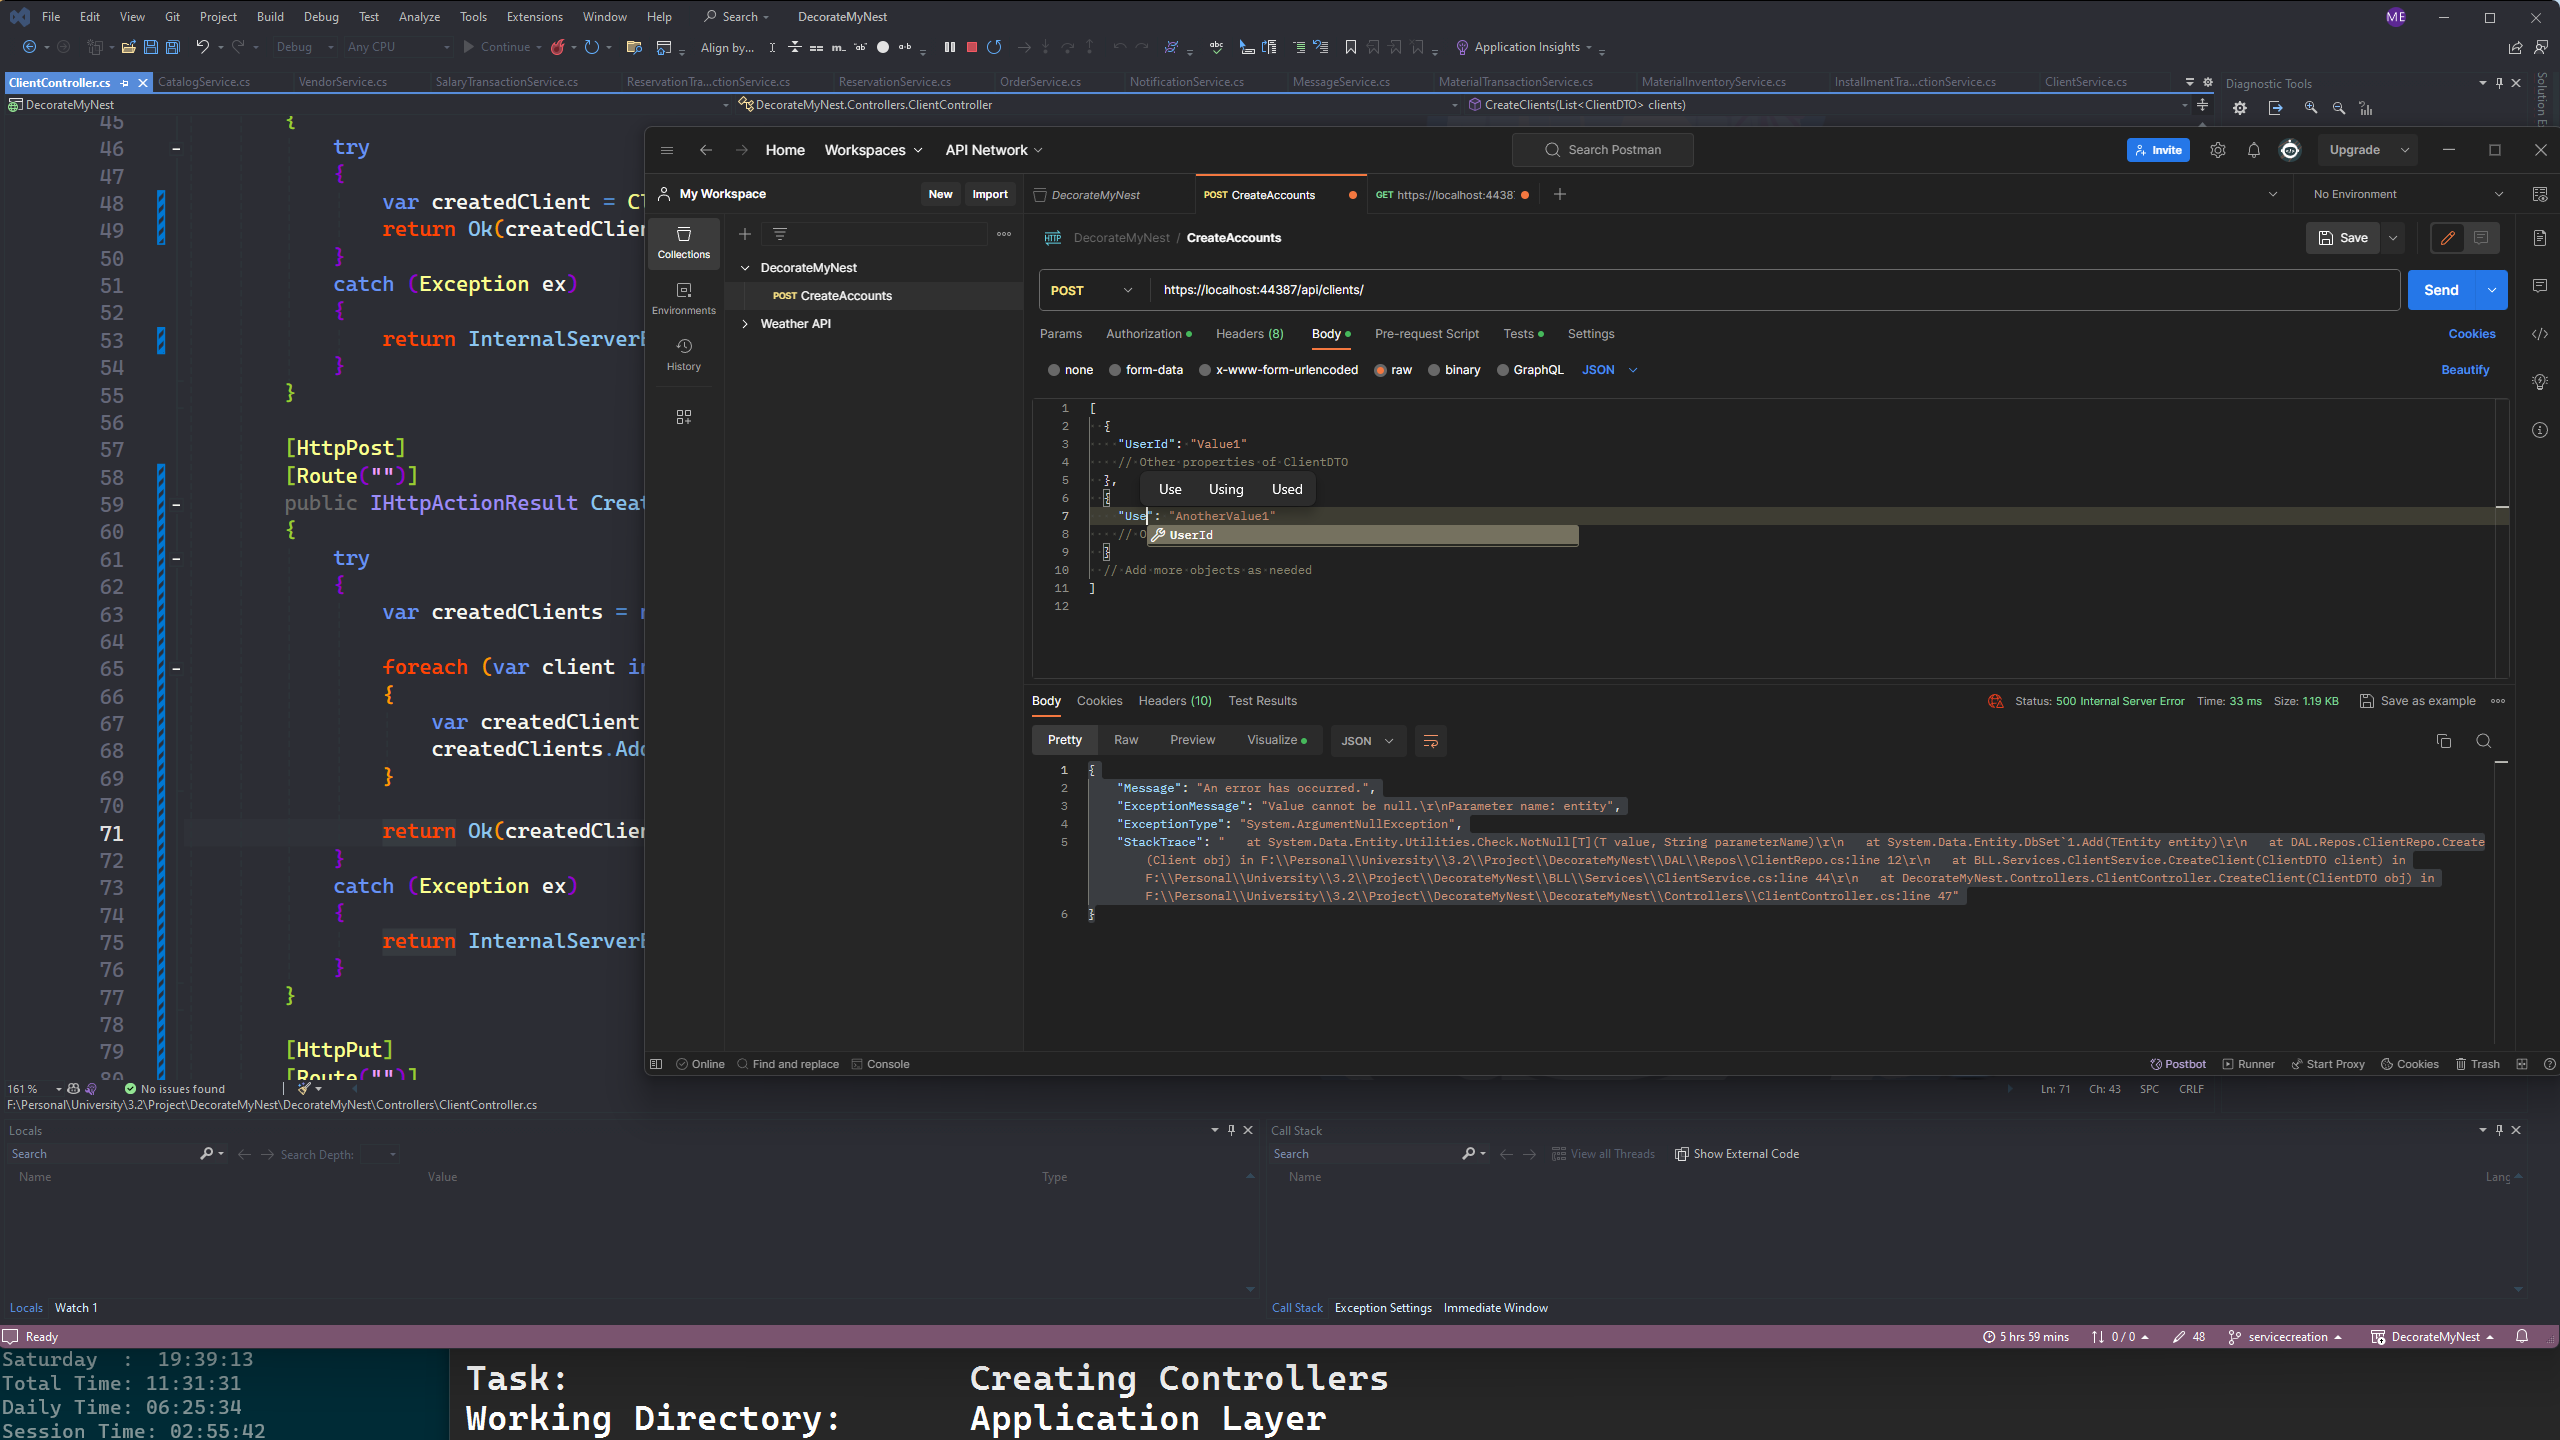 File Edit View Git Project Build Debug Test Analyze Tools Extensions Window Help Search DecorateMyNest ME
Debug Any CPU Continue Align by... Application Insights
ClientController.cs CatalogService.cs VendorService.cs SalaryTransactionService.cs ReservationTra...ctionService.cs ReservationService.cs OrderService.cs NotificationService.cs MessageService.cs MaterialTransactionService.cs MaterialInventoryService.cs InstallmentTra...ctionService.cs ClientService.cs Diagnostic Tools
DecorateMyNest DecorateMyNest.Controllers.ClientController CreateClients(List<ClientDTO> clients)
45 {
46 try
47 {
48 var createdClient = Cl
49 return Ok(createdClien
50 }
51 catch (Exception ex)
52 {
53 return InternalServerE
54 }
55 }
56
57 [HttpPost]
58 [Route("")]
59 public IHttpActionResult Creat
60 {
61 try
62 {
63 var createdClients = n
64
65 foreach (var client in
66 {
67 var createdClient
68 createdClients.Add
69 }
70
71 return Ok(createdClien
72 }
73 catch (Exception ex)
74 {
75 return InternalServerE
76 }
77 }
78
79 [HttpPut]
80 [Route("")]
Home Workspaces API Network Search Postman Invite Upgrade
My Workspace New Import DecorateMyNest POST CreateAccounts GET https://localhost:4438 No Environment
Collections
Environments
History
DecorateMyNest
POST CreateAccounts
Weather API
HTTP DecorateMyNest / CreateAccounts Save
POST https://localhost:44387/api/clients/ Send
Params Authorization Headers (8) Body Pre-request Script Tests Settings Cookies
none form-data x-www-form-urlencoded raw binary GraphQL JSON Beautify
1 [
2 {
3 "UserId": "Value1"
4 // Other properties of ClientDTO
5 },
Use Using Used
6 {
7 "Use": "AnotherValue1"
8 // O
UserId
9 }
10 // Add more objects as needed
11 ]
12
Body Cookies Headers (10) Test Results Status: 500 Internal Server Error Time: 33 ms Size: 1.19 KB Save as example
Pretty Raw Preview Visualize JSON
1 {
2 "Message": "An error has occurred.",
3 "ExceptionMessage": "Value cannot be null.\r\nParameter name: entity",
4 "ExceptionType": "System.ArgumentNullException",
5 "StackTrace": "   at System.Data.Entity.Utilities.Check.NotNull[T](T value, String parameterName)\r\n   at System.Data.Entity.DbSet`1.Add(TEntity entity)\r\n   at DAL.Repos.ClientRepo.Create
(Client obj) in F:\\Personal\\University\\3.2\\Project\\DecorateMyNest\\DAL\\Repos\\ClientRepo.cs:line 12\r\n   at BLL.Services.ClientService.CreateClient(ClientDTO client) in
F:\\Personal\\University\\3.2\\Project\\DecorateMyNest\\BLL\\Services\\ClientService.cs:line 44\r\n   at DecorateMyNest.Controllers.ClientController.CreateClient(ClientDTO obj) in
F:\\Personal\\University\\3.2\\Project\\DecorateMyNest\\DecorateMyNest\\Controllers\\ClientController.cs:line 47"
6 }
Online Find and replace Console Postbot Runner Start Proxy Cookies Trash
161 % No issues found Ln: 71 Ch: 43 SPC CRLF
F:\Personal\University\3.2\Project\DecorateMyNest\DecorateMyNest\Controllers\ClientController.cs
Locals Call Stack
Search Search Depth: Search View all Threads Show External Code
Name Value Type Name Lang
Locals Watch 1 Call Stack Exception Settings Immediate Window
Ready 5 hrs 59 mins 0 / 0 48 servicecreation DecorateMyNest
Saturday : 19:39:13
Total Time: 11:31:31
Daily Time: 06:25:34
Session Time: 02:55:42
Task: Creating Controllers
Working Directory: Application Layer